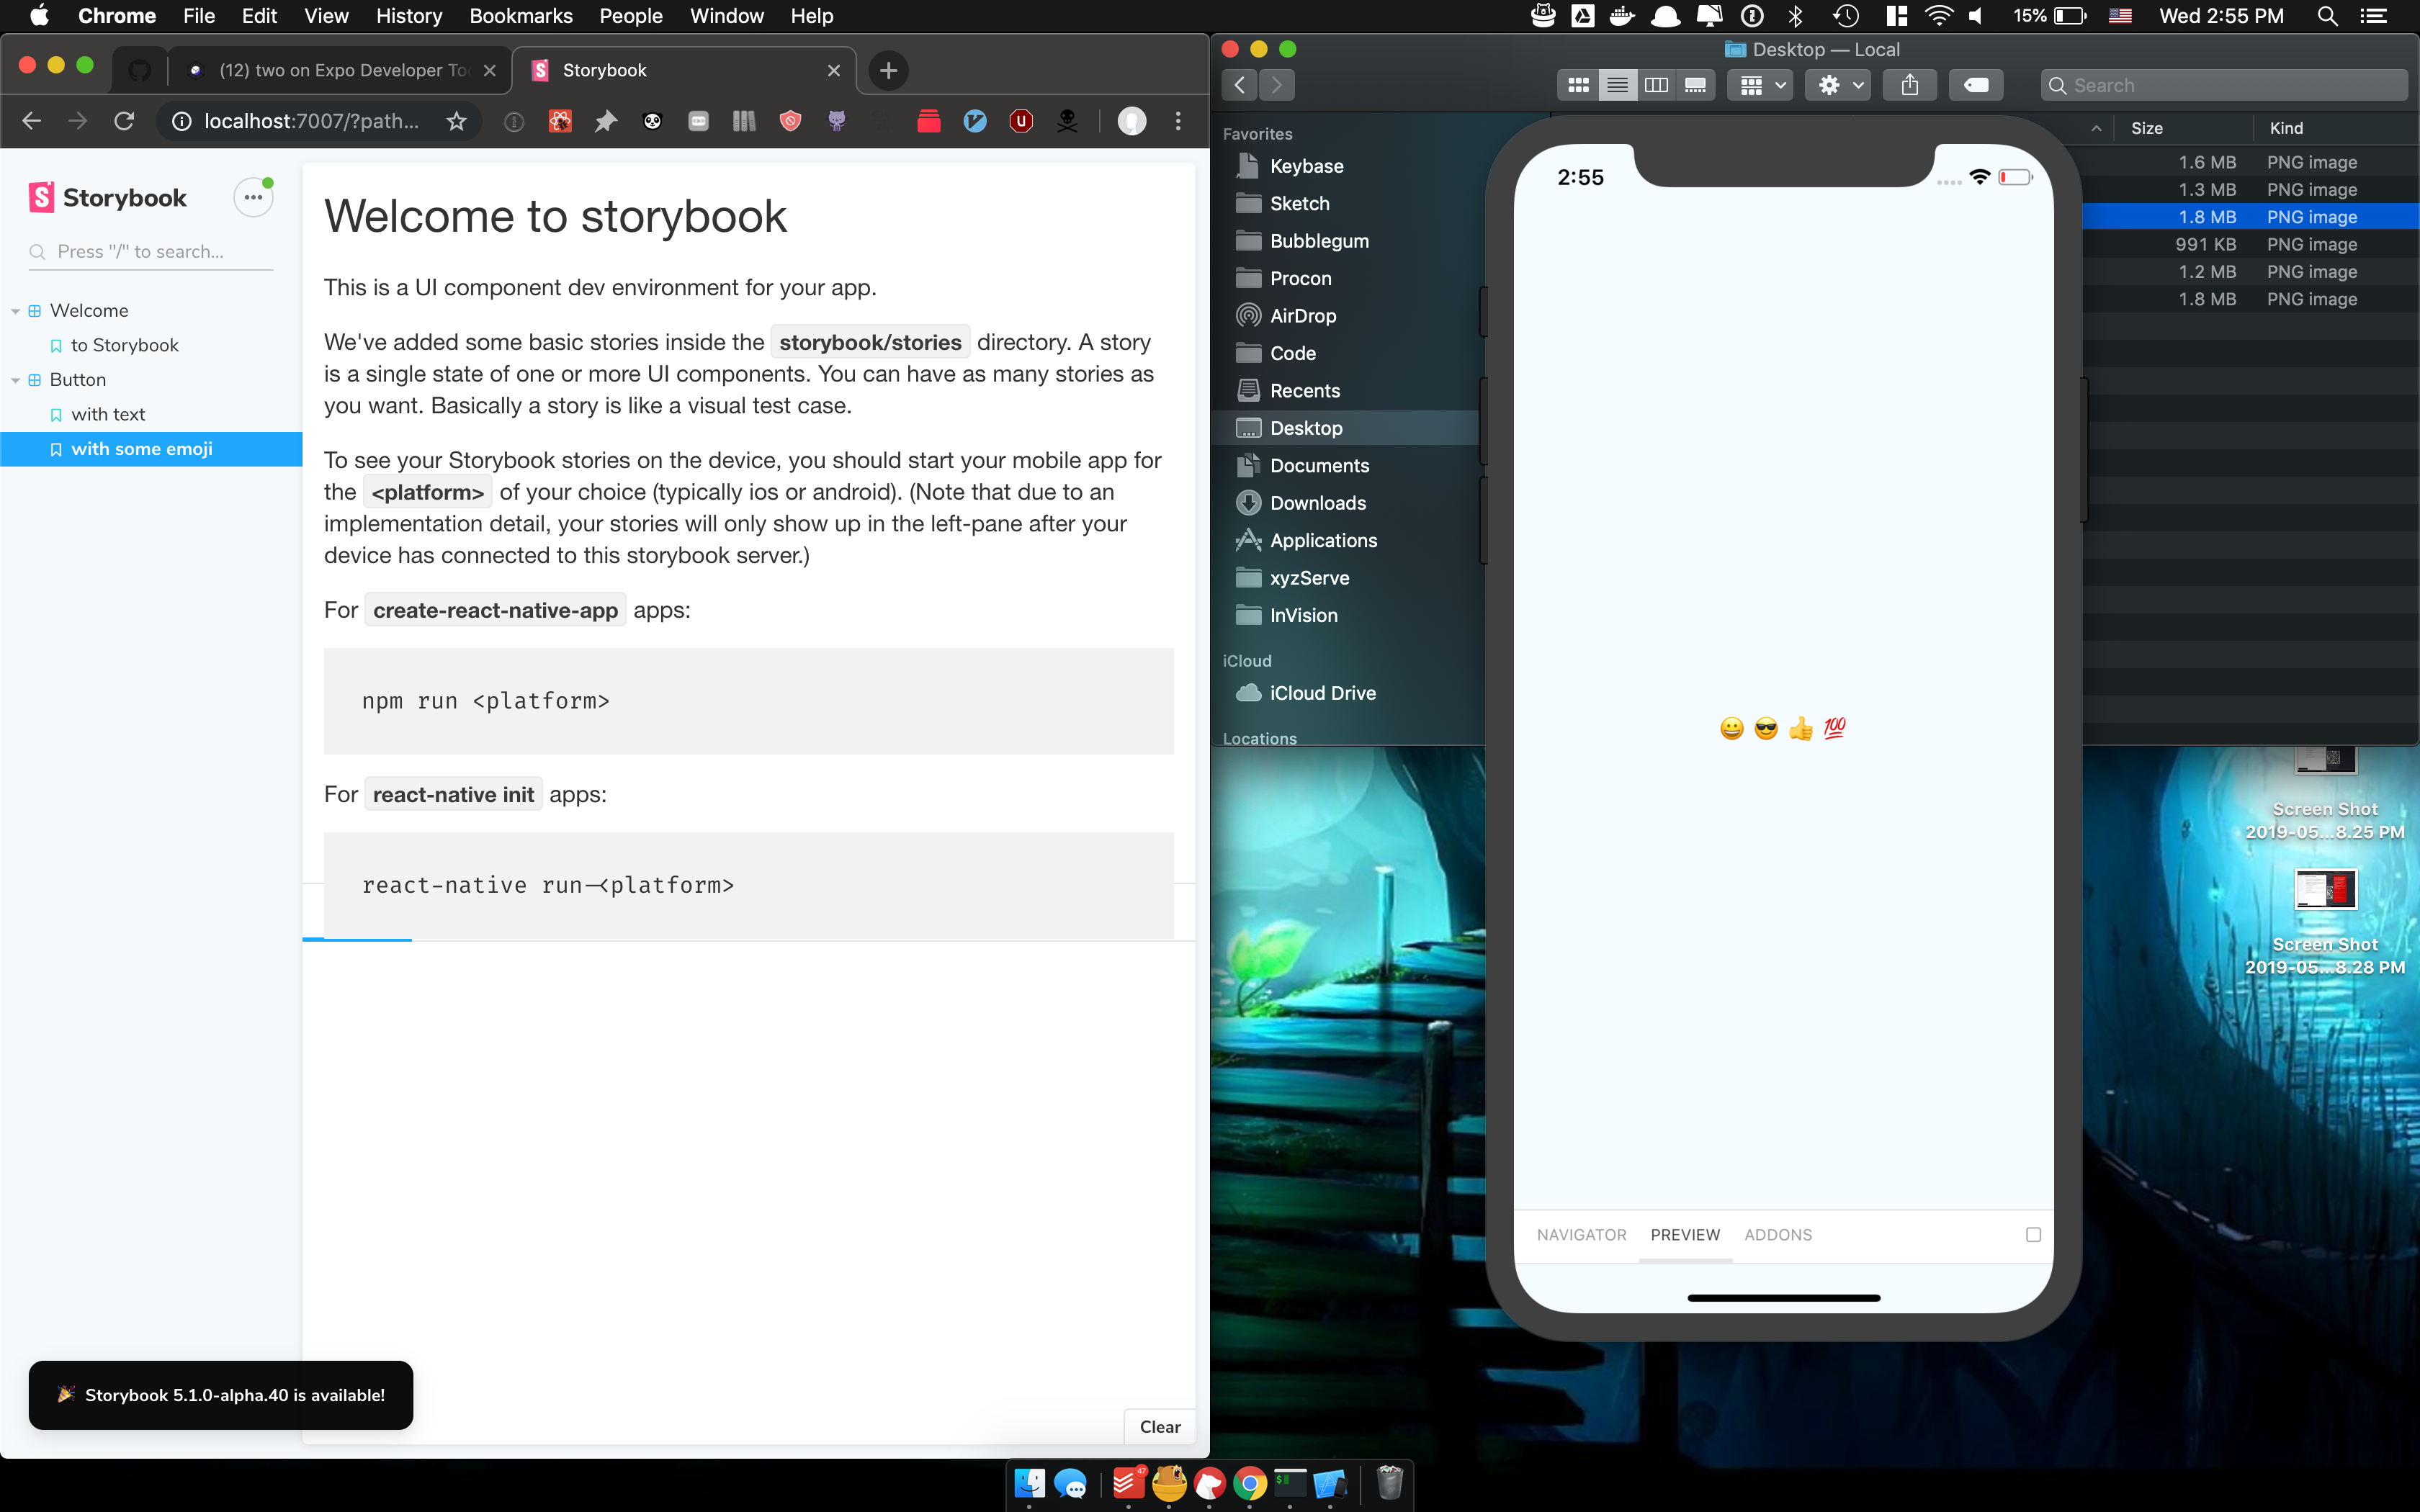 Chrome File Edit View History Bookmarks People Window Help
15%
Wed 2:55 PM
(12) two on Expo Developer To
Storybook
localhost:7007/?path...
Storybook
Press "/" to search...
Welcome
to Storybook
Button
with text
with some emoji
Welcome to storybook
This is a UI component dev environment for your app.
We've added some basic stories inside the storybook/stories directory. A story
is a single state of one or more UI components. You can have as many stories as
you want. Basically a story is like a visual test case.
To see your Storybook stories on the device, you should start your mobile app for
the <platform> of your choice (typically ios or android). (Note that due to an
implementation detail, your stories will only show up in the left-pane after your
device has connected to this storybook server.)
For create-react-native-app apps:
npm run <platform>
For react-native init apps:
react-native run-<platform>
🎉 Storybook 5.1.0-alpha.40 is available!
Clear
Desktop — Local
Search
Favorites
Keybase
Sketch
Bubblegum
Procon
AirDrop
Code
Recents
Desktop
Documents
Downloads
Applications
xyzServe
InVision
iCloud
iCloud Drive
Locations
Size Kind
1.6 MB PNG image
1.3 MB PNG image
1.8 MB PNG image
991 KB PNG image
1.2 MB PNG image
1.8 MB PNG image
2:55
😀 😎 👍 💯
NAVIGATOR PREVIEW ADDONS
Screen Shot
2019-05...8.25 PM
Screen Shot
2019-05...8.28 PM
47